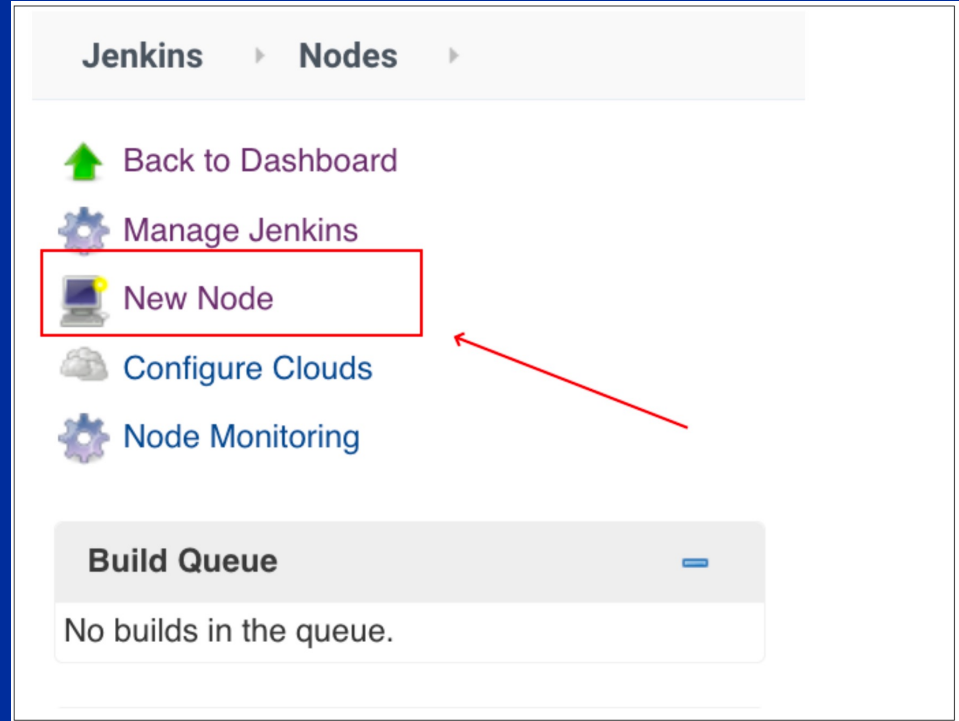 Jenkins Nodes
Back to Dashboard
Manage Jenkins
New Node
Configure Clouds
Node Monitoring
Build Queue
No builds in the queue.